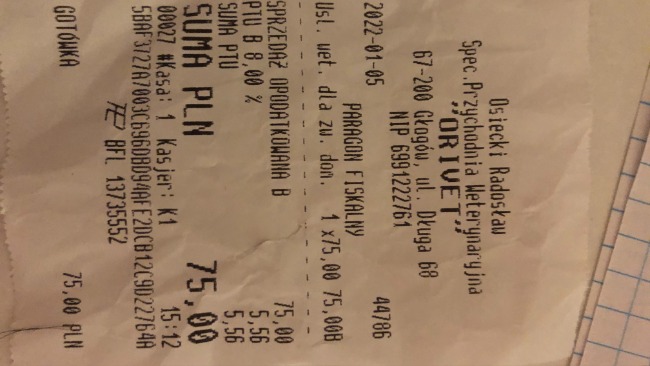 Osiecki Radosław
Spec.Przychodnia Weterynaryjna
"ORIVET"
67-200 Głogów, ul. Długa 68
NIP 6991222761
2022-01-05 44786
PARAGON FISKALNY
Usł. wet. dla zw. dom. 1 x75,00 75,00B
SPRZEDAŻ OPODATKOWANA B 75,00
PTU B 8,00 % 5,56
SUMA PTU 5,56
SUMA PLN 75,00
00027 #Kasa: 1 Kasjer: K1 15:12
BFL 13735552
GOTÓWKA 75,00 PLN